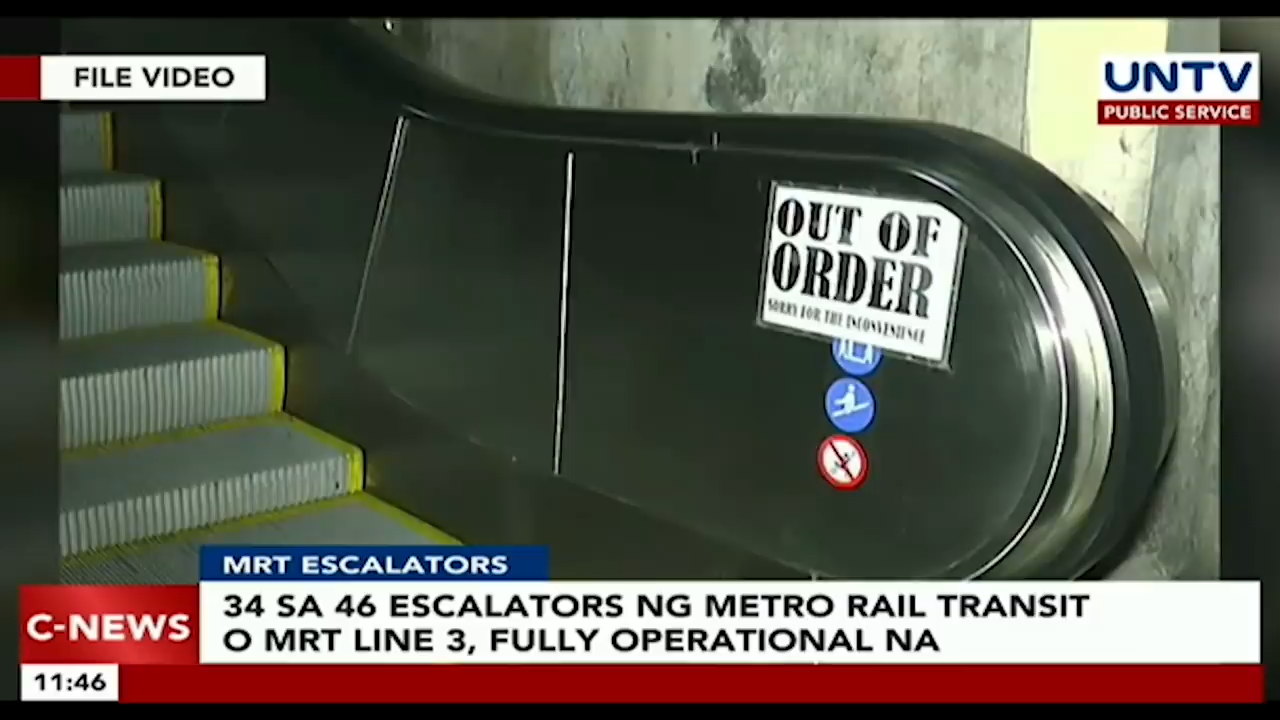 FILE VIDEO
UNTV
PUBLIC SERVICE
OUT OF
ORDER
SORRY FOR THE INCONVENIENCE
MRT ESCALATORS
34 SA 46 ESCALATORS NG METRO RAIL TRANSIT
O MRT LINE 3, FULLY OPERATIONAL NA
C-NEWS
11:46